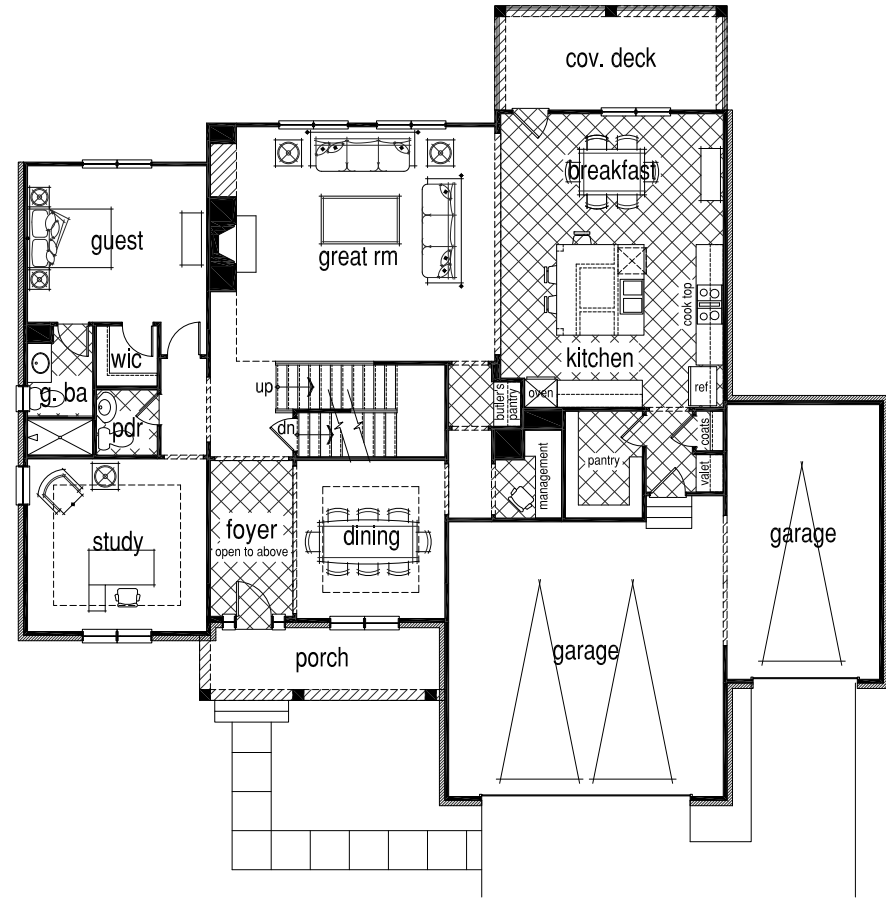 cov. deck
breakfast
guest
great rm
cook top
kitchen
wic
up
oven
ref
g. ba
butler's
pantry
pdr
dn
coats
pantry
valet
management
study
foyer
open to above
dining
garage
garage
porch